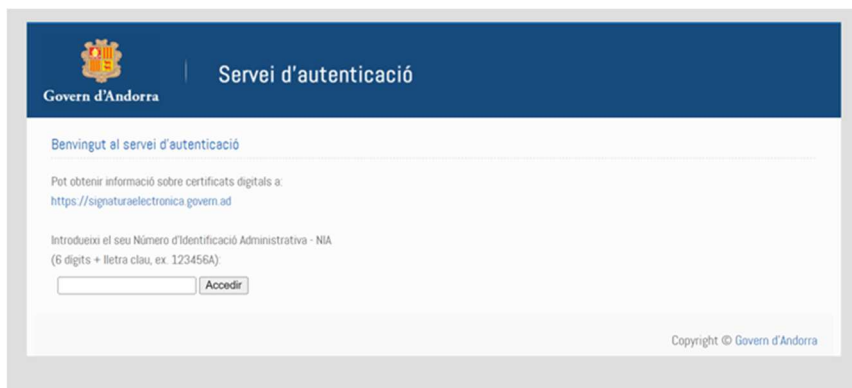 Govern d'Andorra
Servei d'autenticació
Benvingut al servei d'autenticació
Pot obtenir informació sobre certificats digitals a:
https://signaturaelectronica.govern.ad
Introdueixi el seu Número d'Identificació Administrativa - NIA
(6 dígits + lletra clau, ex. 123456A):
Accedir
Copyright © Govern d'Andorra